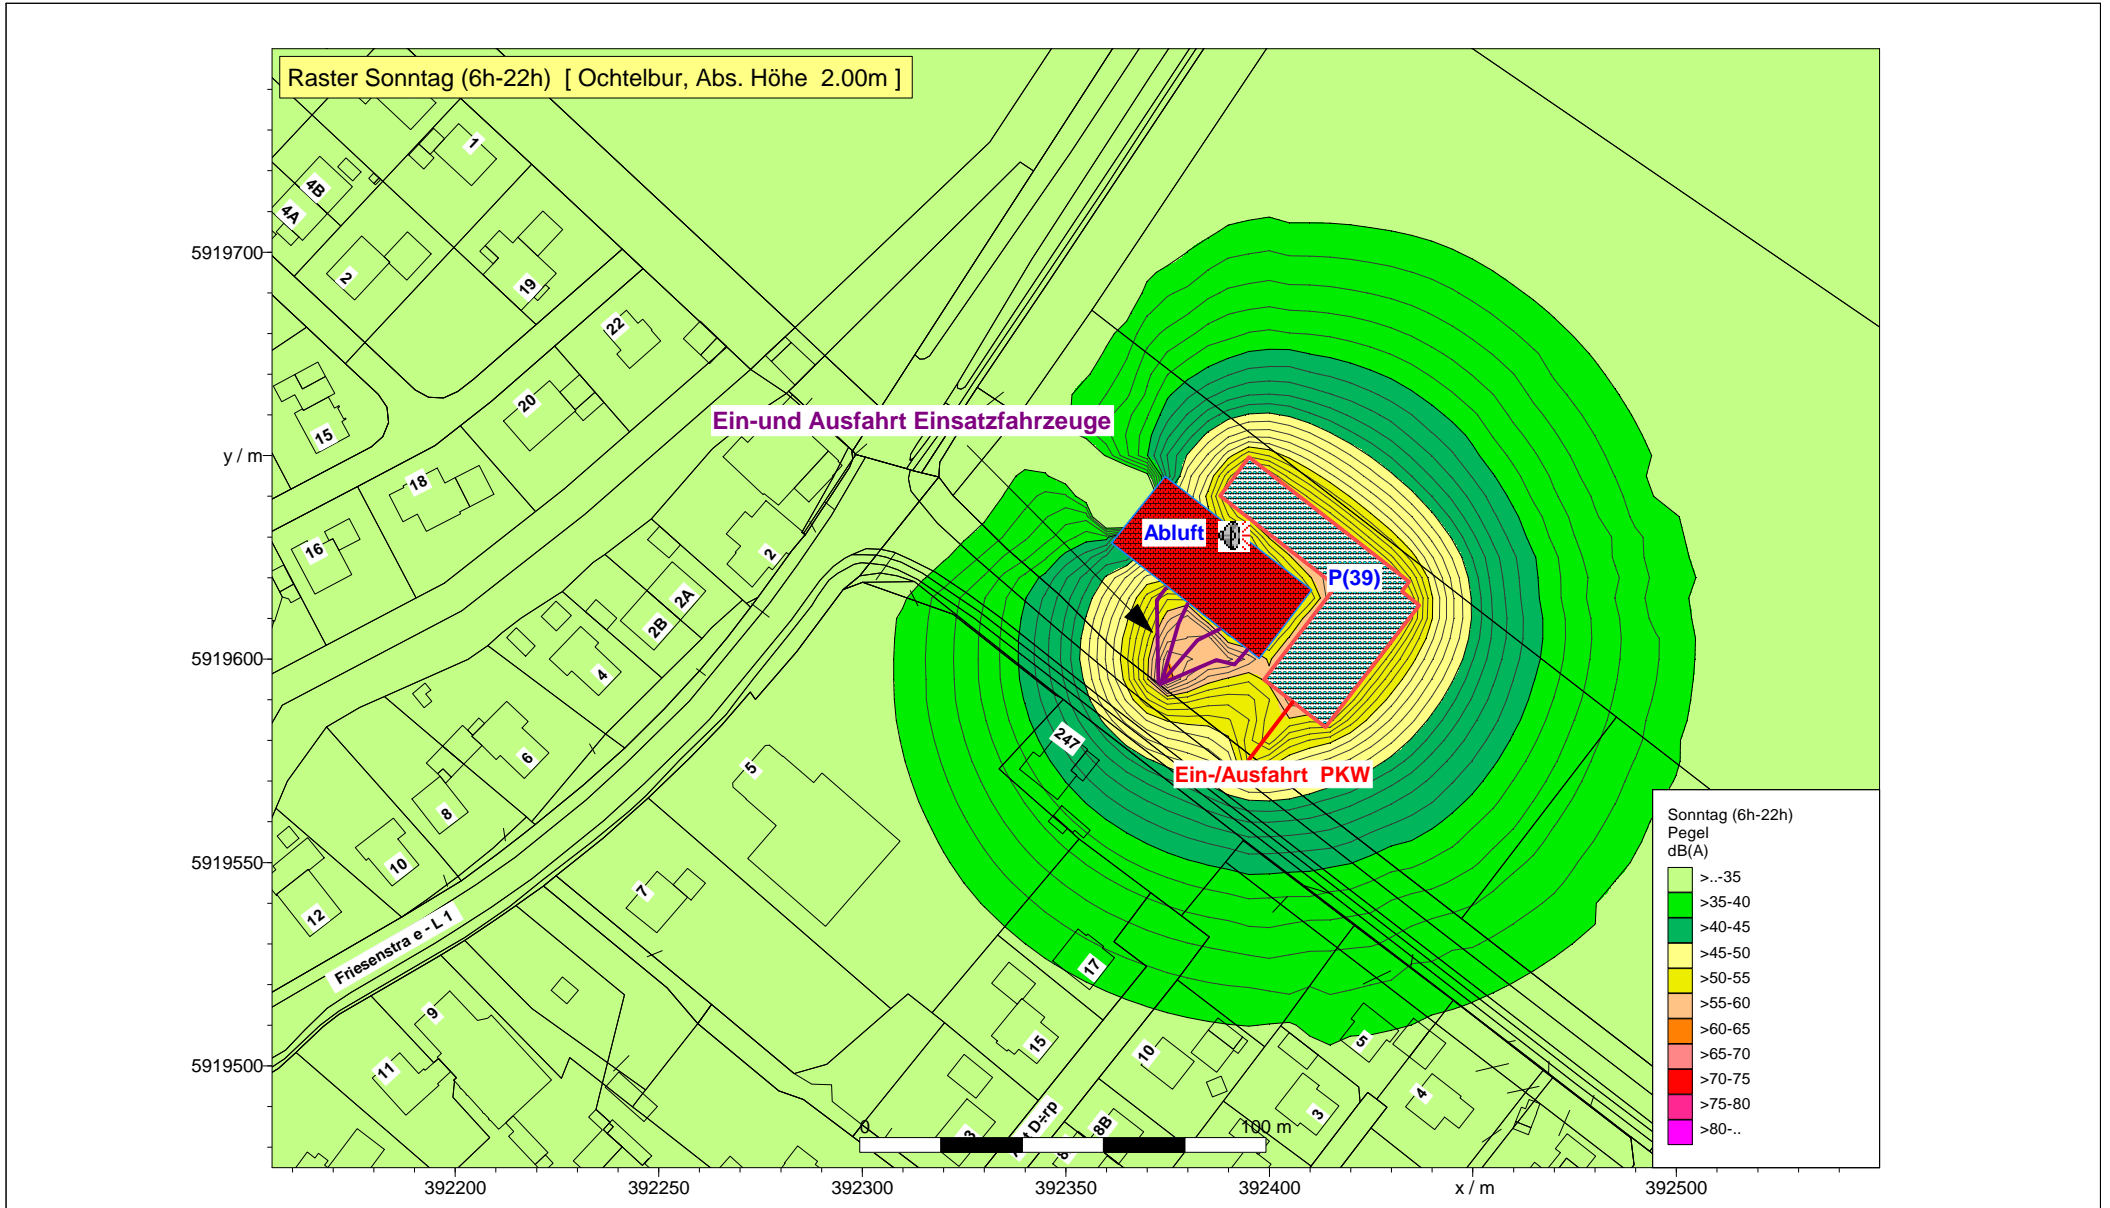 Raster Sonntag (6h-22h) [ Ochtelbur, Abs. Höhe 2.00m ]
1
4B
4A
2
19
22
5919700
20
15
Ein-und Ausfahrt Einsatzfahrzeuge
y / m
18
16
2
Abluft
P(39)
2A
2B
4
5919600
247
6
5
Ein-/Ausfahrt PKW
8
10
7
12
5919550
Friesenstra e - L 1
17
9
11
15
10
5
4
3
5919500
8B
0
100 m
392200
392250
392300
392350
392400
x / m
392500
Sonntag (6h-22h)
Pegel
dB(A)
>..-35
>35-40
>40-45
>45-50
>50-55
>55-60
>60-65
>65-70
>70-75
>75-80
>80-..